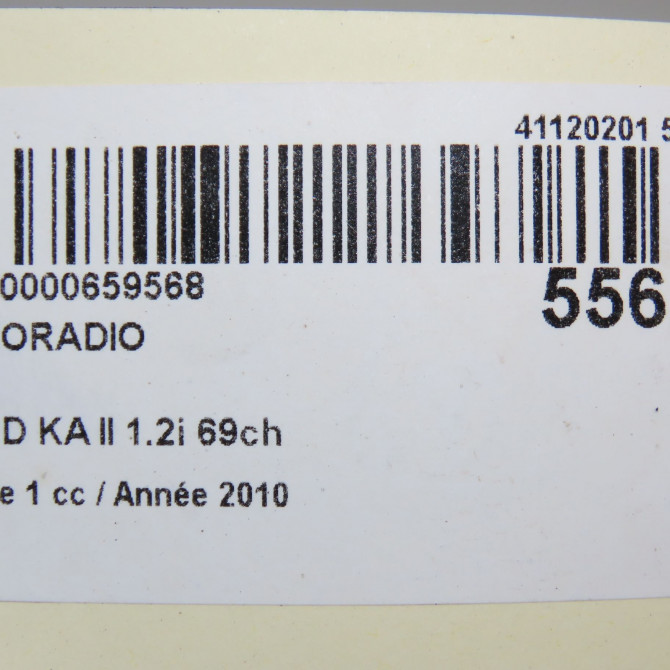 41120201 5
0000659568
556
ORADIO
D KA II 1.2i 69ch
e 1 cc / Année 2010